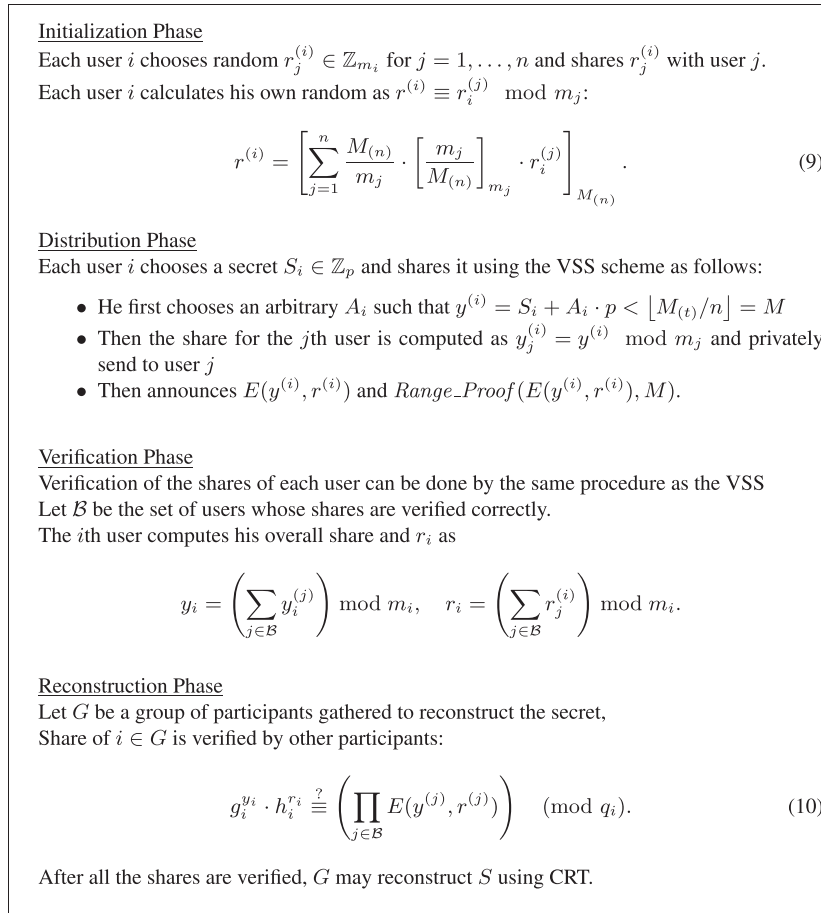 Initialization Phase
Each user i chooses random r_j^{(i)} ∈ ℤ_{m_i} for j = 1, . . . , n and shares r_j^{(i)} with user j.
Each user i calculates his own random as r^{(i)} ≡ r_i^{(j)} mod m_j:
r^{(i)} = [ ∑_{j=1}^{n} \frac{M_{(n)}}{m_j} · [ \frac{m_j}{M_{(n)}} ]_{m_j} · r_i^{(j)} ]_{M_{(n)}} . (9)
Distribution Phase
Each user i chooses a secret S_i ∈ ℤ_p and shares it using the VSS scheme as follows:
• He first chooses an arbitrary A_i such that y^{(i)} = S_i + A_i · p < ⌊M_{(t)}/n⌋ = M
• Then the share for the jth user is computed as y_j^{(i)} = y^{(i)} mod m_j and privately
send to user j
• Then announces E(y^{(i)}, r^{(i)}) and Range_Proof(E(y^{(i)}, r^{(i)}), M).
Verification Phase
Verification of the shares of each user can be done by the same procedure as the VSS
Let ℬ be the set of users whose shares are verified correctly.
The ith user computes his overall share and r_i as
y_i = ( ∑_{j∈ℬ} y_i^{(j)} ) mod m_i, r_i = ( ∑_{j∈ℬ} r_j^{(i)} ) mod m_i.
Reconstruction Phase
Let G be a group of participants gathered to reconstruct the secret,
Share of i ∈ G is verified by other participants:
g_i^{y_i} · h_i^{r_i} ≟ ( ∏_{j∈ℬ} E(y^{(j)}, r^{(j)}) ) (mod q_i). (10)
After all the shares are verified, G may reconstruct S using CRT.